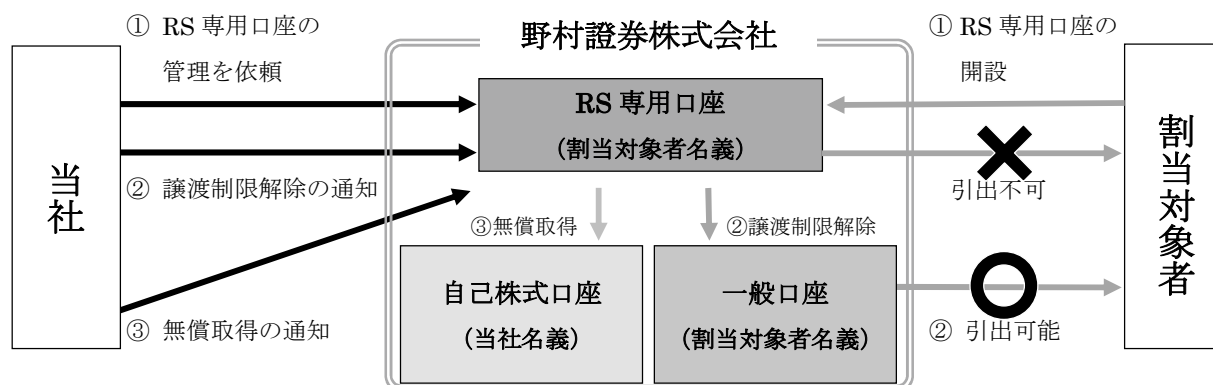 ① RS 専用口座の
管理を依頼
野村證券株式会社
① RS 専用口座の
開設
当社
RS 専用口座
(割当対象者名義)
割当対象者
② 譲渡制限解除の通知
引出不可
③無償取得
②譲渡制限解除
自己株式口座
(当社名義)
一般口座
(割当対象者名義)
③ 無償取得の通知
② 引出可能